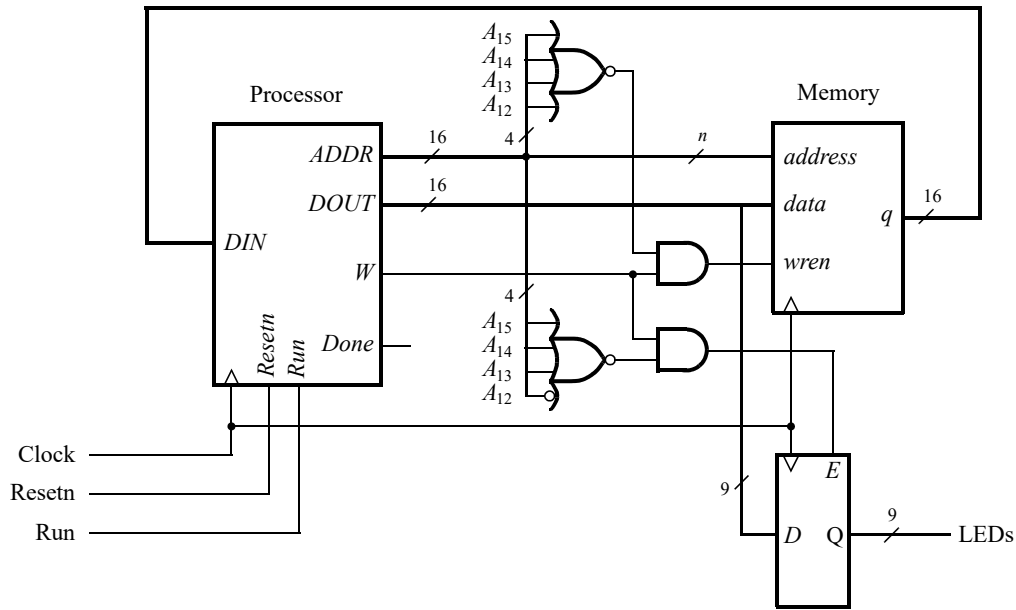 A15
A14
A13
A12
Processor
Memory
ADDR
16
4
n
address
DOUT
16
data
q
16
DIN
W
wren
4
A15
A14
A13
A12
Resetn
Run
Done
Clock
Resetn
Run
E
9
D
Q
9
LEDs